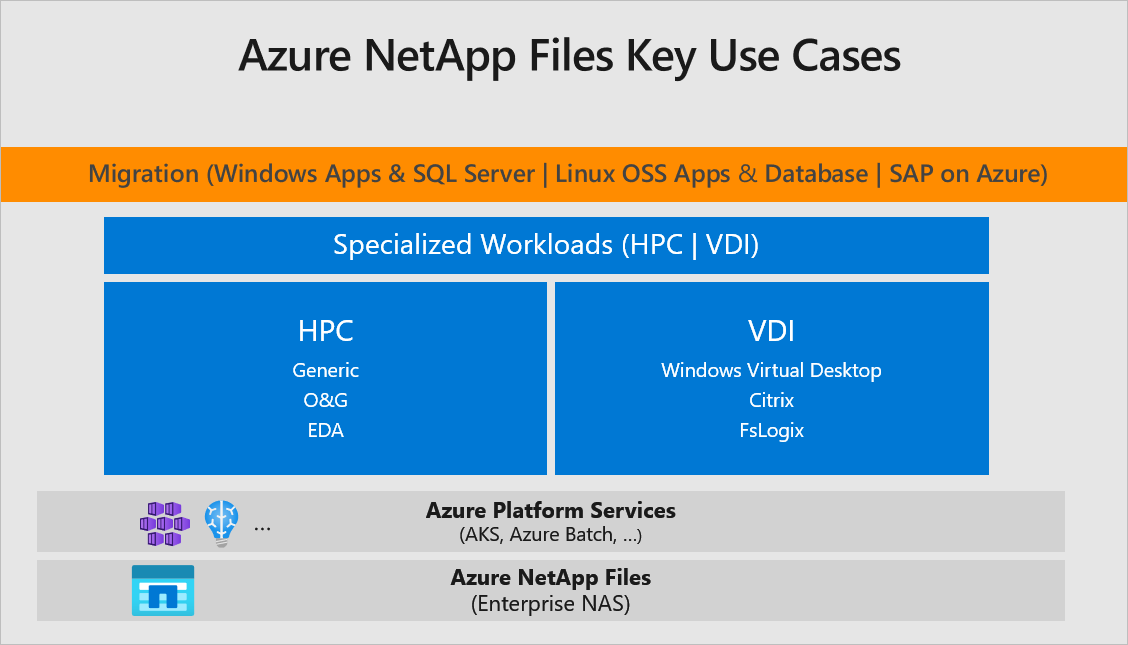 Azure NetApp Files Key Use Cases
Migration (Windows Apps & SQL Server | Linux OSS Apps & Database | SAP on Azure)
Specialized Workloads (HPC | VDI)
HPC
Generic
O&G
EDA
VDI
Windows Virtual Desktop
Citrix
FsLogix
...
Azure Platform Services
(AKS, Azure Batch, ...)
Azure NetApp Files
(Enterprise NAS)